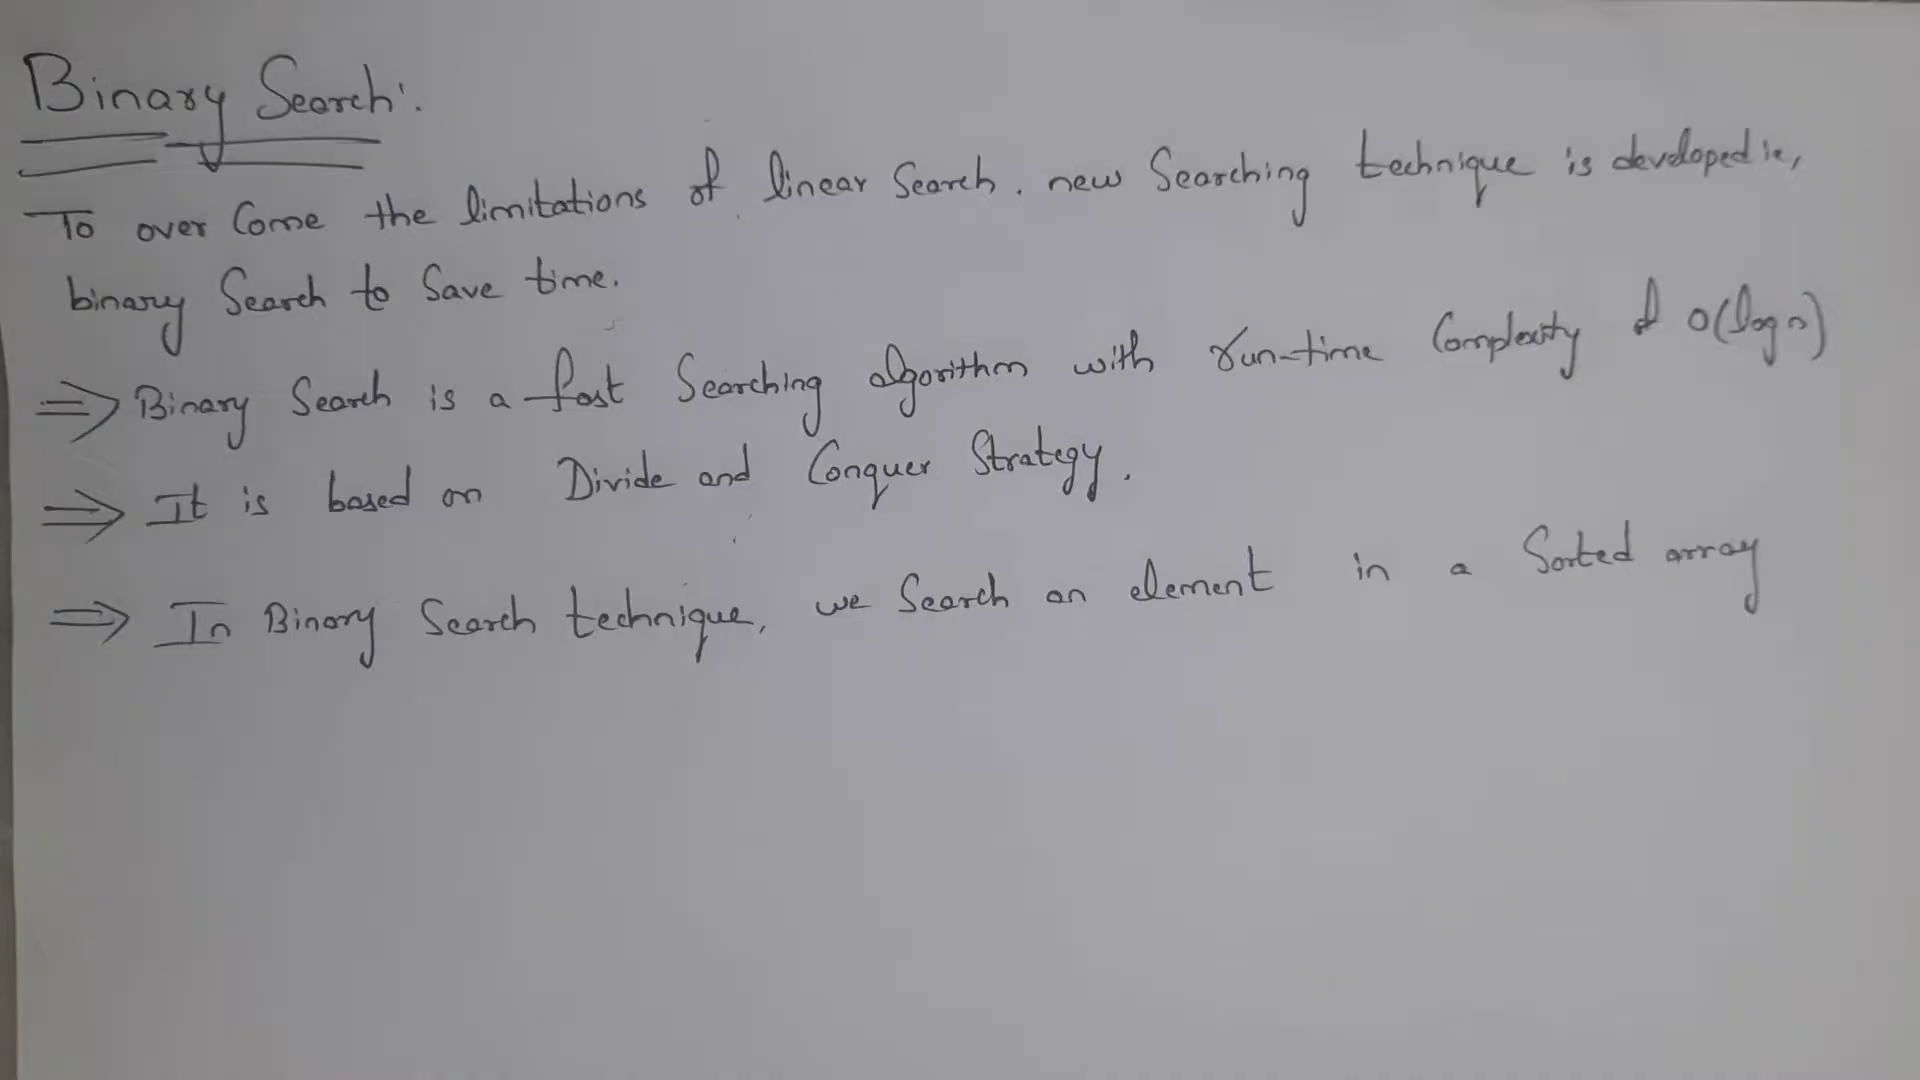 Binary Search:
To over Come the limitations of linear Search. new Searching technique is developed ie,
binary Search to Save time.
⇒ Binary Search is a fast Searching algorithm with run-time Complexity of O(log n)
⇒ It is based on Divide and Conquer Strategy.
⇒ In Binary Search technique, we Search an element in a Sorted array